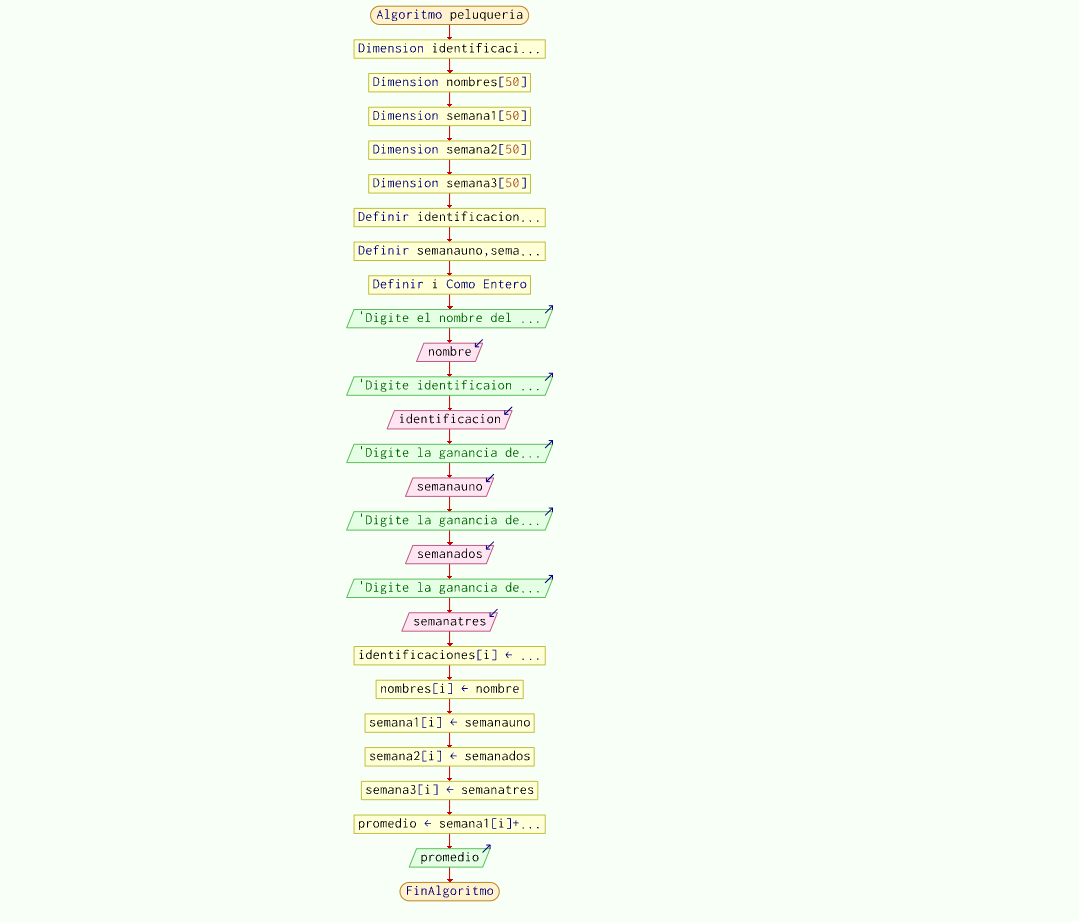 Algoritmo peluqueria
Dimension identificaci...
Dimension nombres[50]
Dimension semana1[50]
Dimension semana2[50]
Dimension semana3[50]
Definir identificacion...
Definir semanauno,sema...
Definir i Como Entero
'Digite el nombre del ...
nombre
'Digite identificaion ...
identificacion
'Digite la ganancia de...
semanauno
'Digite la ganancia de...
semanados
'Digite la ganancia de...
semanatres
identificaciones[i] ← ...
nombres[i] ← nombre
semana1[i] ← semanauno
semana2[i] ← semanados
semana3[i] ← semanatres
promedio ← semana1[i]+...
promedio
FinAlgoritmo